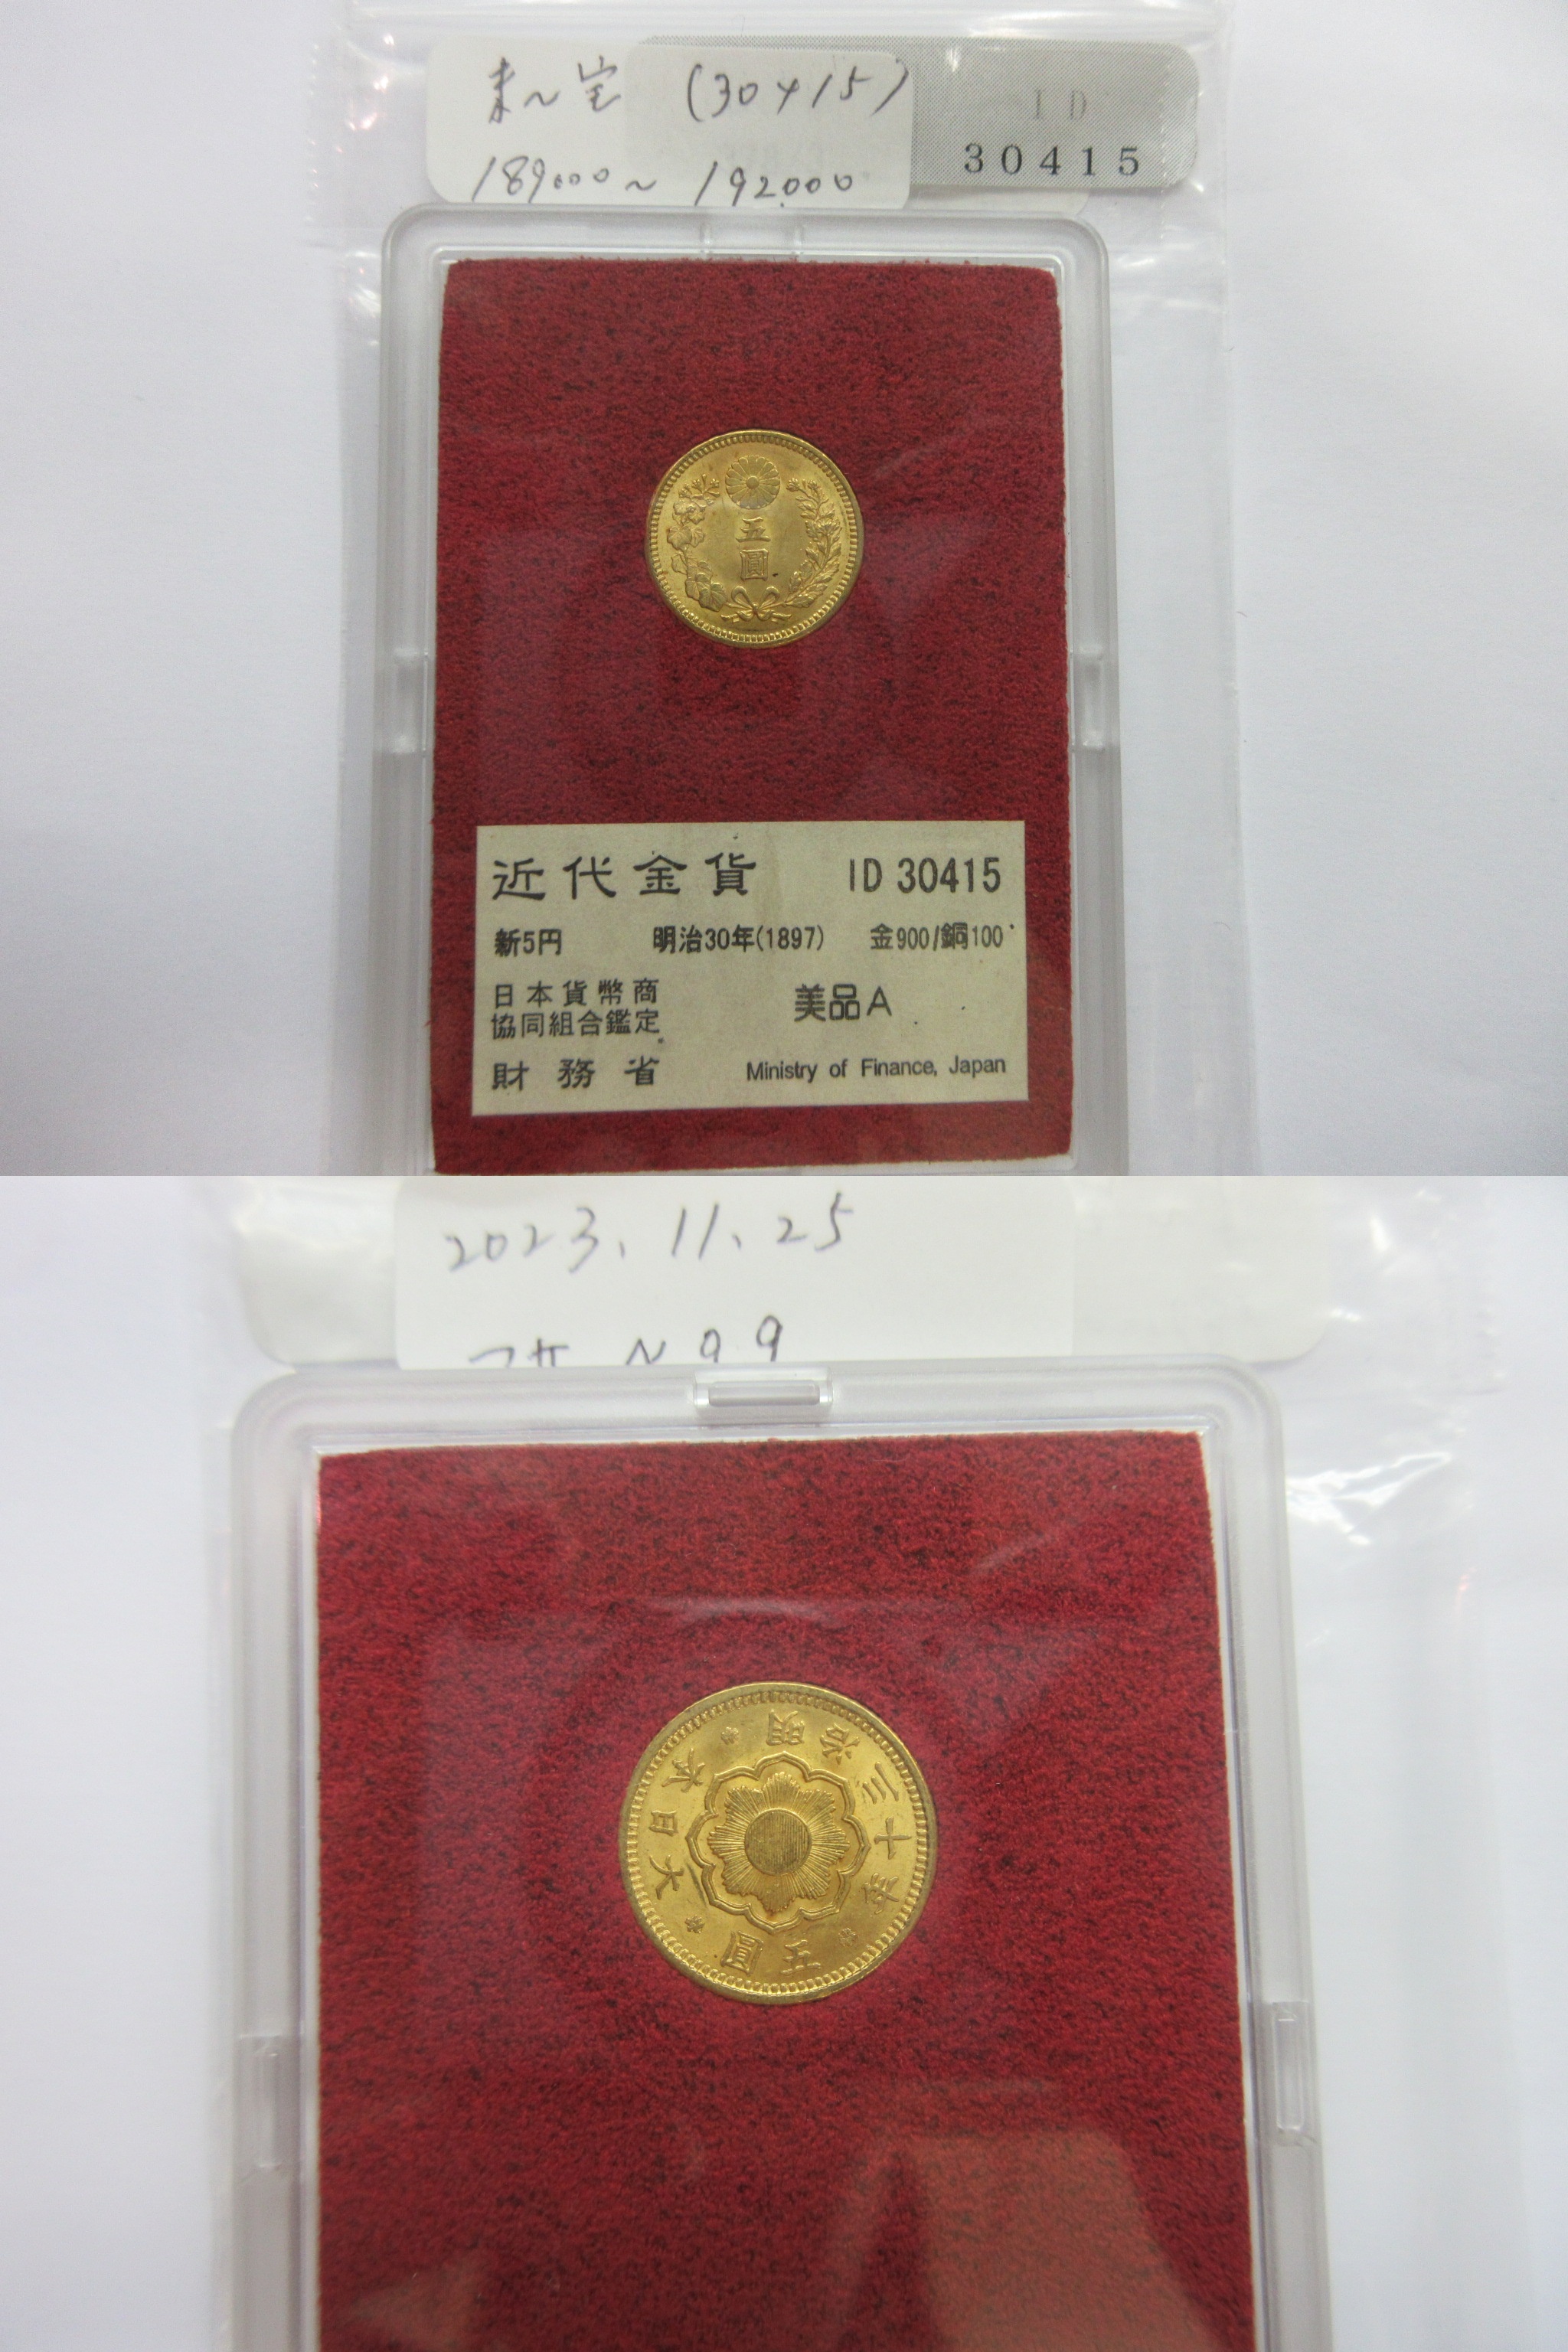 (30415)
189000～192000
ID
30415
五
圓
近代金貨 ID 30415
新5円 明治30年(1897) 金900/銅100
日本貨幣商
協同組合鑑定
美品A
財務省 Ministry of Finance, Japan
2023.11.25
大日本
明治三十年
五圓